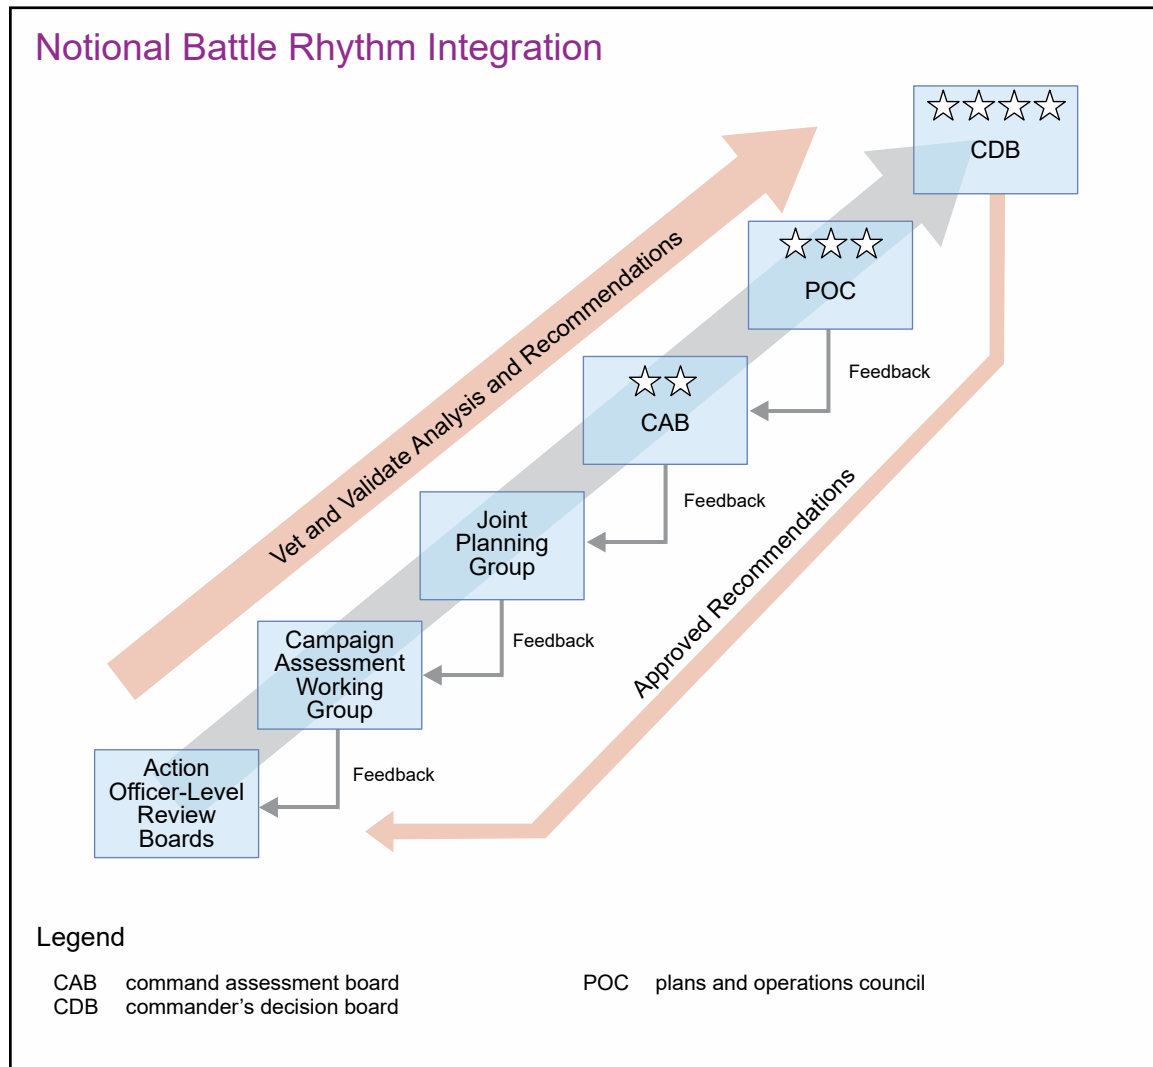 Notional Battle Rhythm Integration
CDB
POC
Feedback
CAB
Feedback
Vet and Validate Analysis and Recommendations
Joint
Planning
Group
Feedback
Approved Recommendations
Campaign
Assessment
Working
Group
Feedback
Action
Officer-Level
Review
Boards
Legend
CAB command assessment board
CDB commander’s decision board
POC plans and operations council